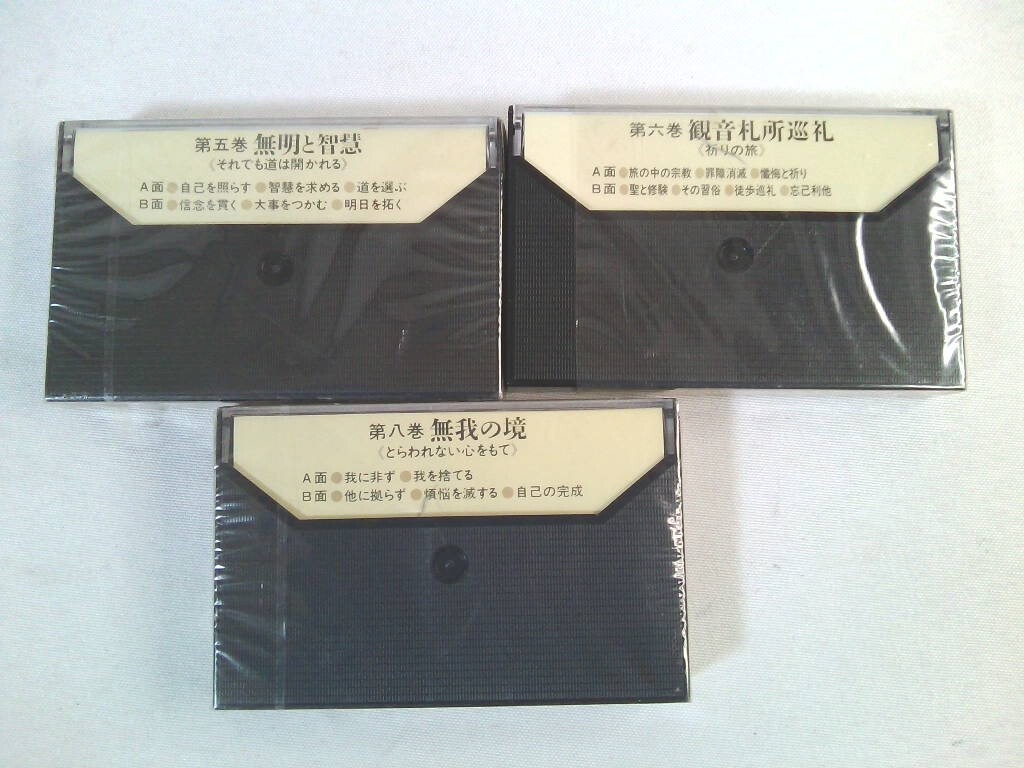 第五巻 無明と智慧
《それでも道は開かれる》
A面 ●自己を照らす ●智慧を求める ●道を選ぶ
B面 ●信念を貫く ●大事をつかむ ●明日を拓く
第六巻 観音札所巡礼
《祈りの旅》
A面 ●旅の中の宗教 ●罪障消滅 ●懺悔と祈り
B面 ●聖と修験 ●その習俗 ●徒歩巡礼 ●忘己利他
第八巻 無我の境
《とらわれない心をもて》
A面 ●我に非ず ●我を捨てる
B面 ●他に拠らず ●煩悩を滅する ●自己の完成